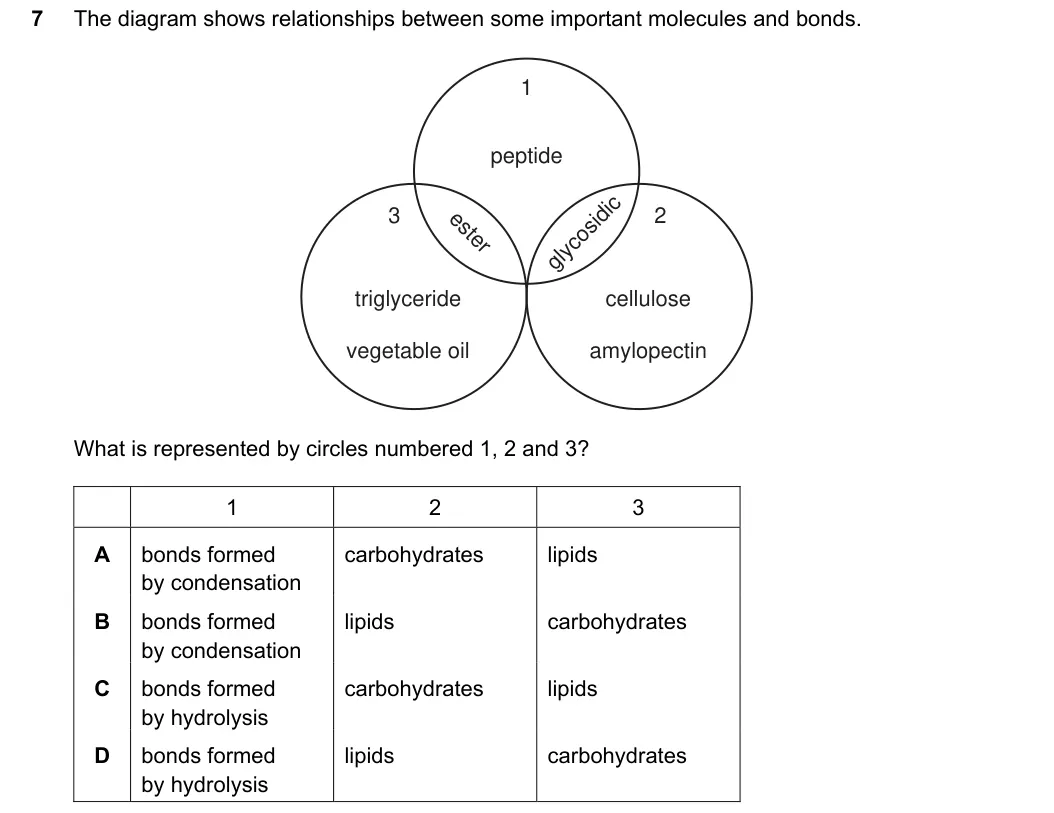 7 The diagram shows relationships between some important molecules and bonds.
1
peptide
3 ester glycosidic 2
triglyceride cellulose
vegetable oil amylopectin
What is represented by circles numbered 1, 2 and 3?
1 2 3
A bonds formed carbohydrates lipids
by condensation
B bonds formed lipids carbohydrates
by condensation
C bonds formed carbohydrates lipids
by hydrolysis
D bonds formed lipids carbohydrates
by hydrolysis